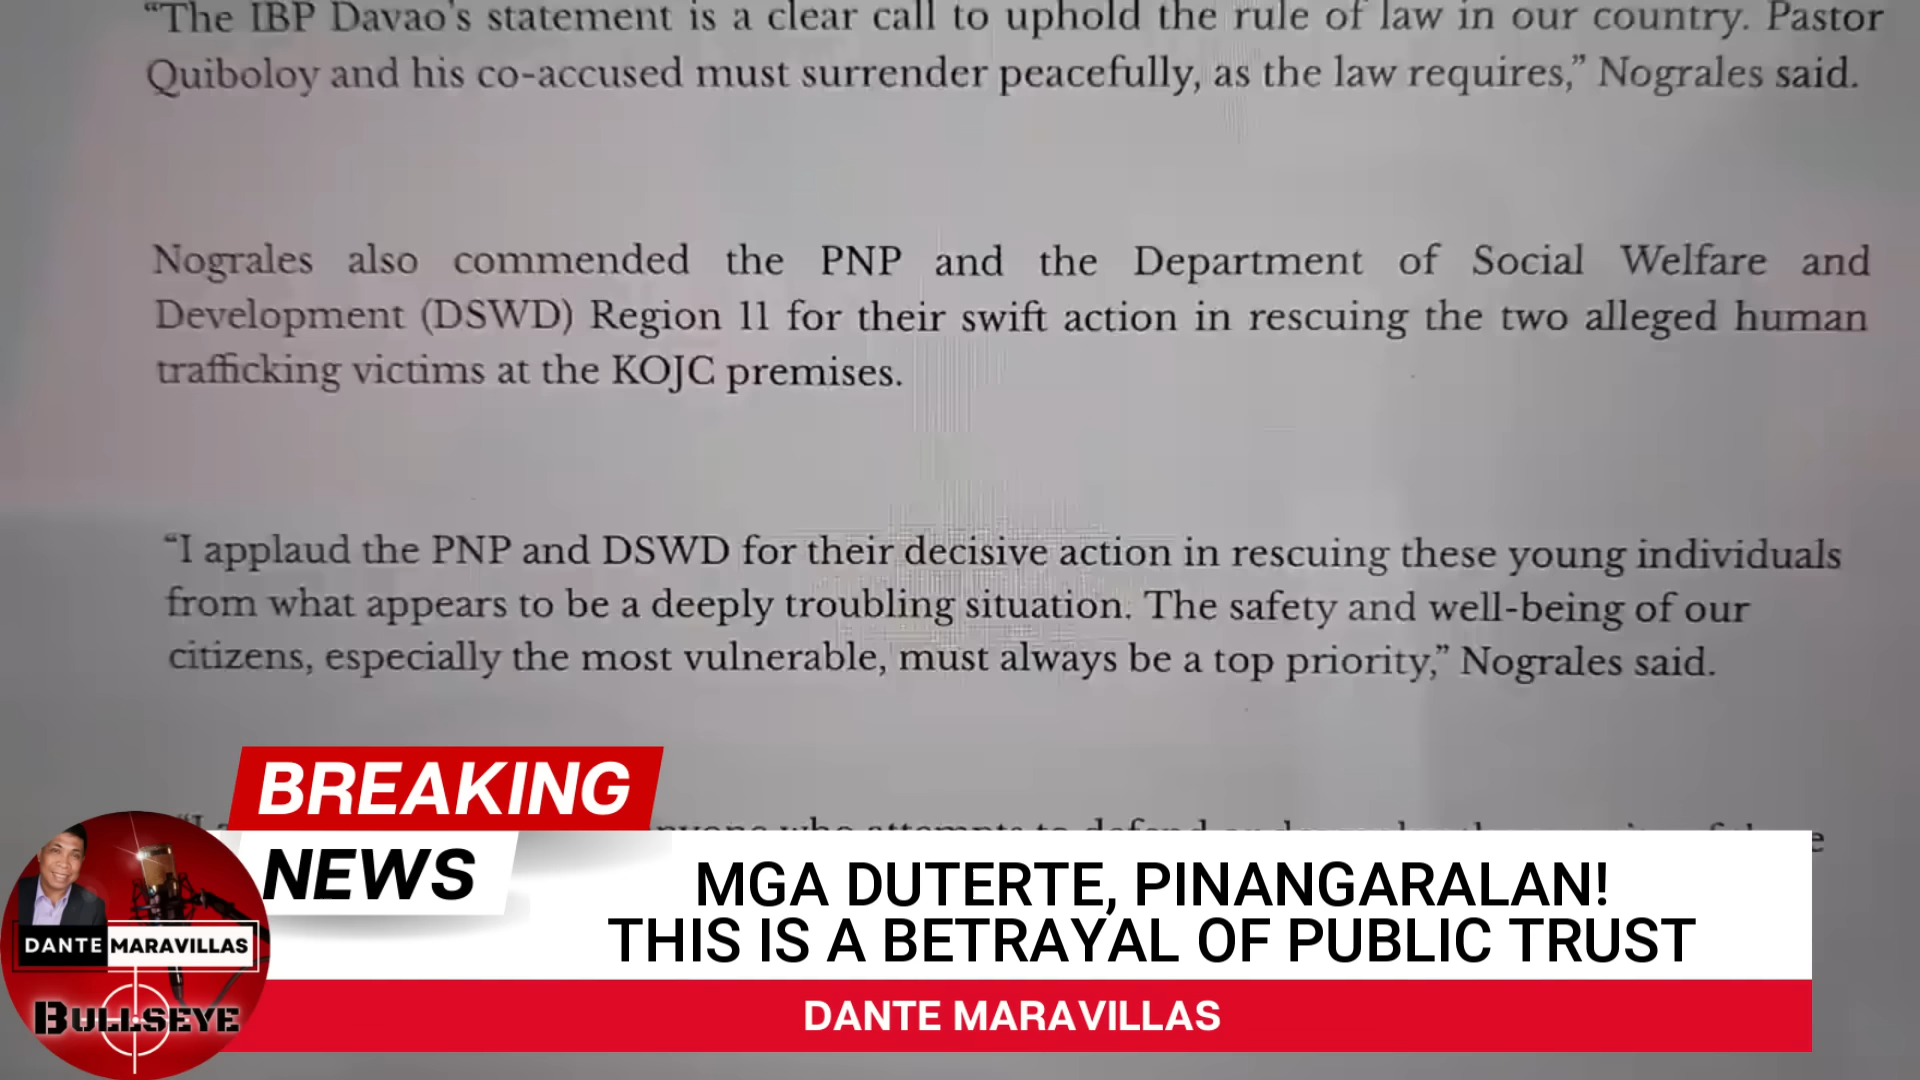 “The IBP Davao's statement is a clear call to uphold the rule of law in our country. Pastor
Quiboloy and his co-accused must surrender peacefully, as the law requires,” Nograles said.
Nograles also commended the PNP and the Department of Social Welfare and
Development (DSWD) Region 11 for their swift action in rescuing the two alleged human
trafficking victims at the KOJC premises.
“I applaud the PNP and DSWD for their decisive action in rescuing these young individuals
from what appears to be a deeply troubling situation. The safety and well-being of our
citizens, especially the most vulnerable, must always be a top priority,” Nograles said.
who attempts to defend
BREAKING
NEWS
MGA DUTERTE, PINANGARALAN!
THIS IS A BETRAYAL OF PUBLIC TRUST
DANTE MARAVILLAS
DANTE MARAVILLAS
BULLSEYE